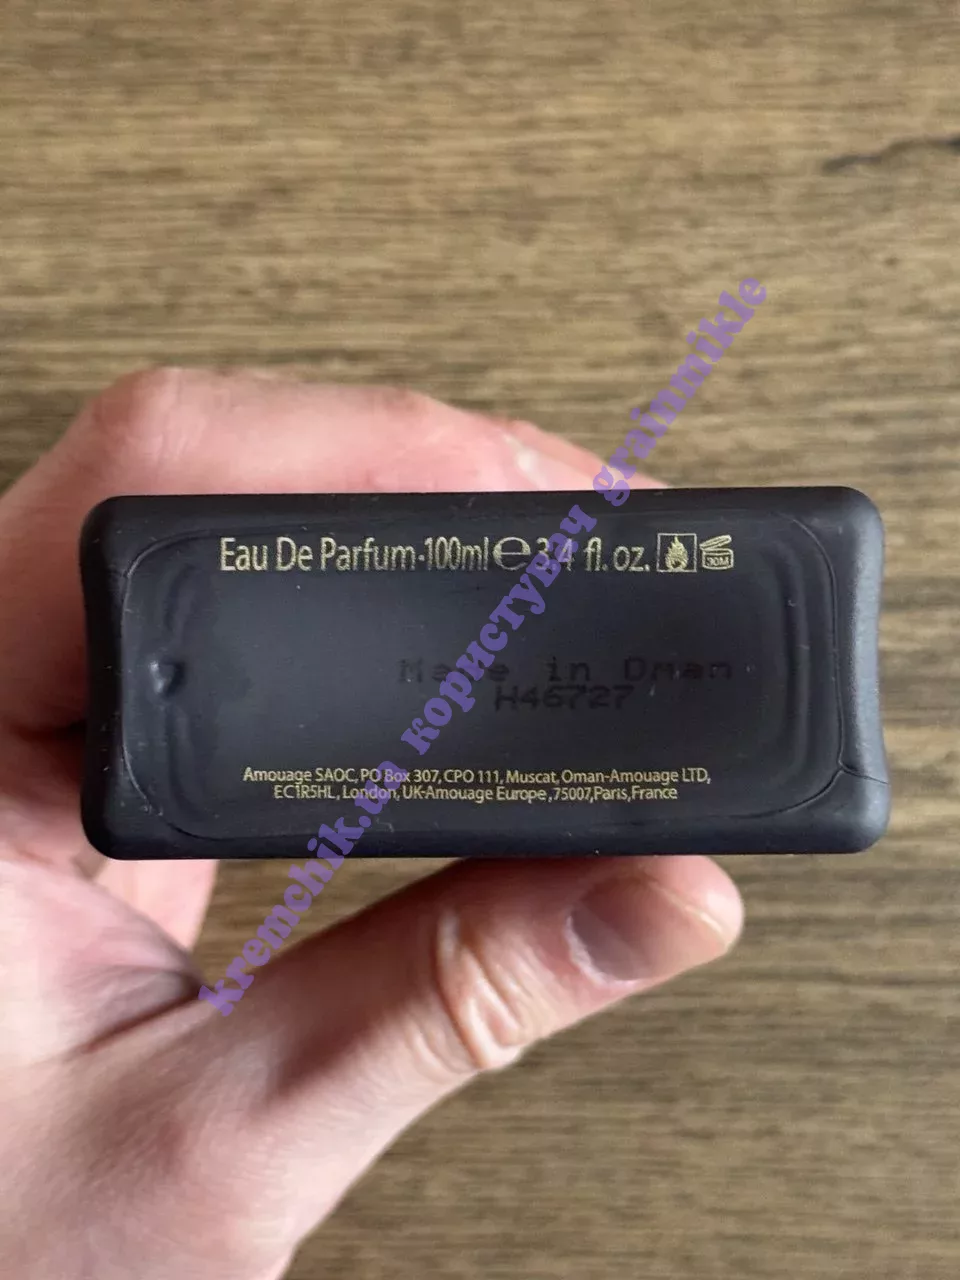 Eau De Parfum-100ml ℮ 3.4 fl. oz. 30M
Made in Oman
H46727
Amouage SAOC, PO Box 307, CPO 111, Muscat, Oman-Amouage LTD,
EC1R5HL, London, UK-Amouage Europe, 75007, Paris, France
kremchik.ua користувач grainmikle